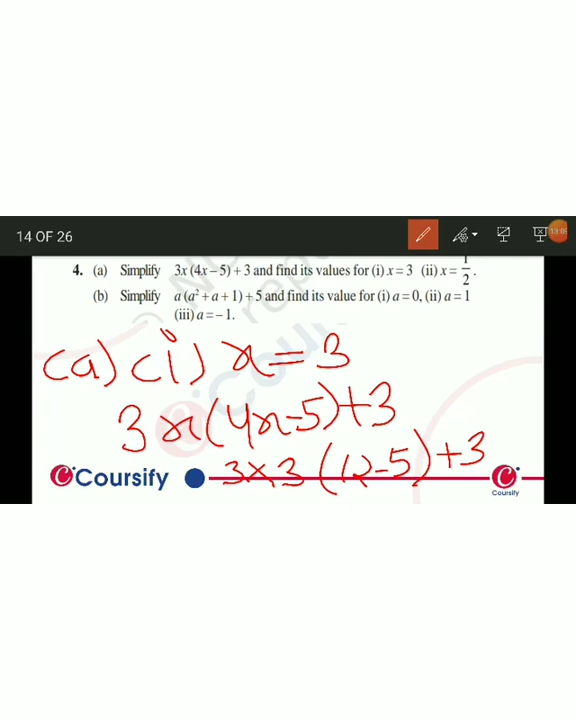 14 OF 26
13:09
4. (a) Simplify 3x (4x – 5) + 3 and find its values for (i) x = 3 (ii) x = 1/2.
(b) Simplify a (a² + a + 1) + 5 and find its value for (i) a = 0, (ii) a = 1
(iii) a = – 1.
(a) (i) x = 3
3x(4x-5)+3
3×3 (12-5)+3
Coursify
Coursify